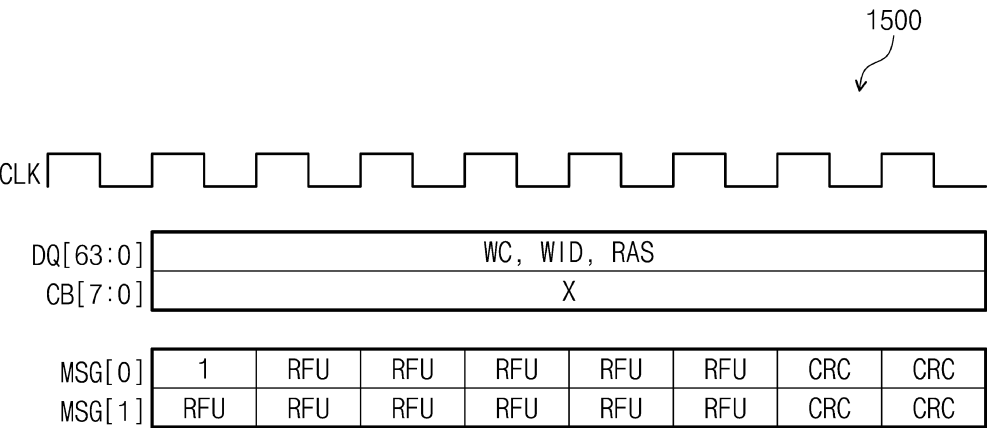 1500
CLK
DQ[63:0] WC, WID, RAS
CB[7:0] X
MSG[0] 1 RFU RFU RFU RFU RFU CRC CRC
MSG[1] RFU RFU RFU RFU RFU RFU CRC CRC